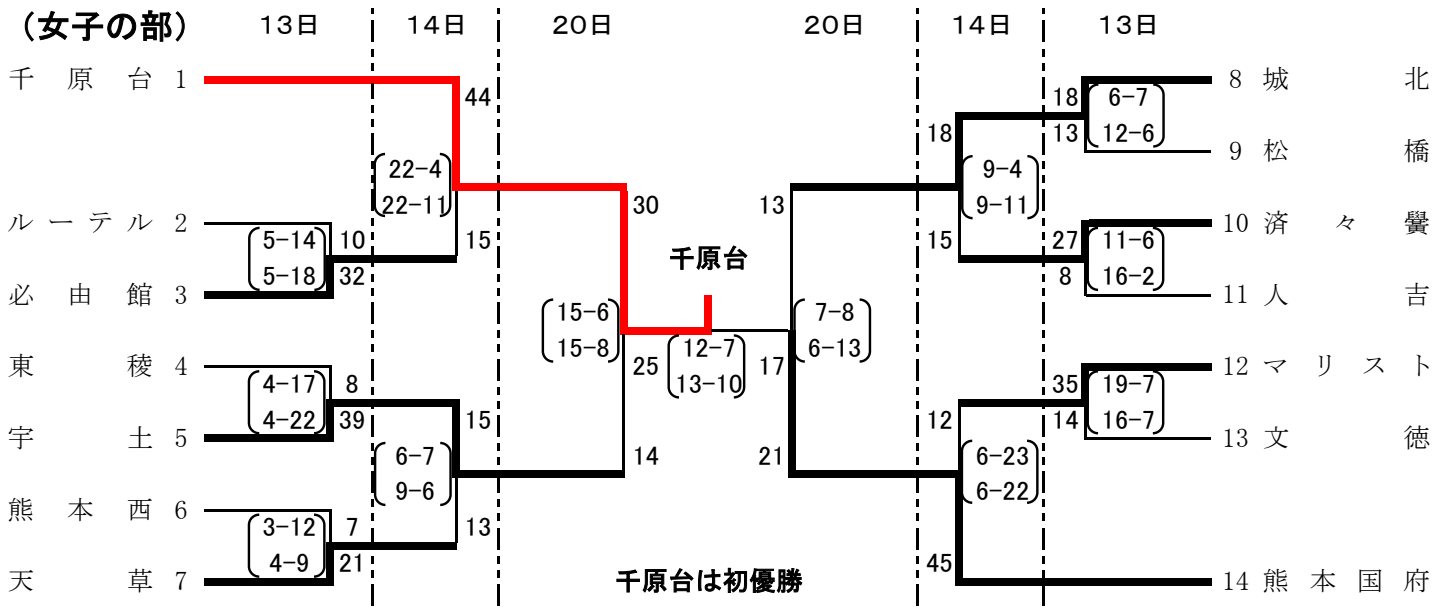 (女子の部) 13日 14日 20日 20日 14日 13日
千原台 1 8 城北
44 18 6-7
18 13 12-6
9 松橋
22-4 9-4
22-11 9-11
30 13
ルーテル 2 10 済々黌
5-14 10 15 15 27 11-6
5-18 32 8 16-2
千原台
必由館 3 11 人吉
15-6 7-8
15-8 6-13
25 12-7 17
13-10
東稜 4 12 マリスト
4-17 8 35 19-7
4-22 39 15 12 14 16-7
宇土 5 13 文徳
6-7 14 21 6-23
9-6 6-22
熊本西 6
3-12 7 13
4-9 21 45
天草 7 千原台は初優勝 14 熊本国府